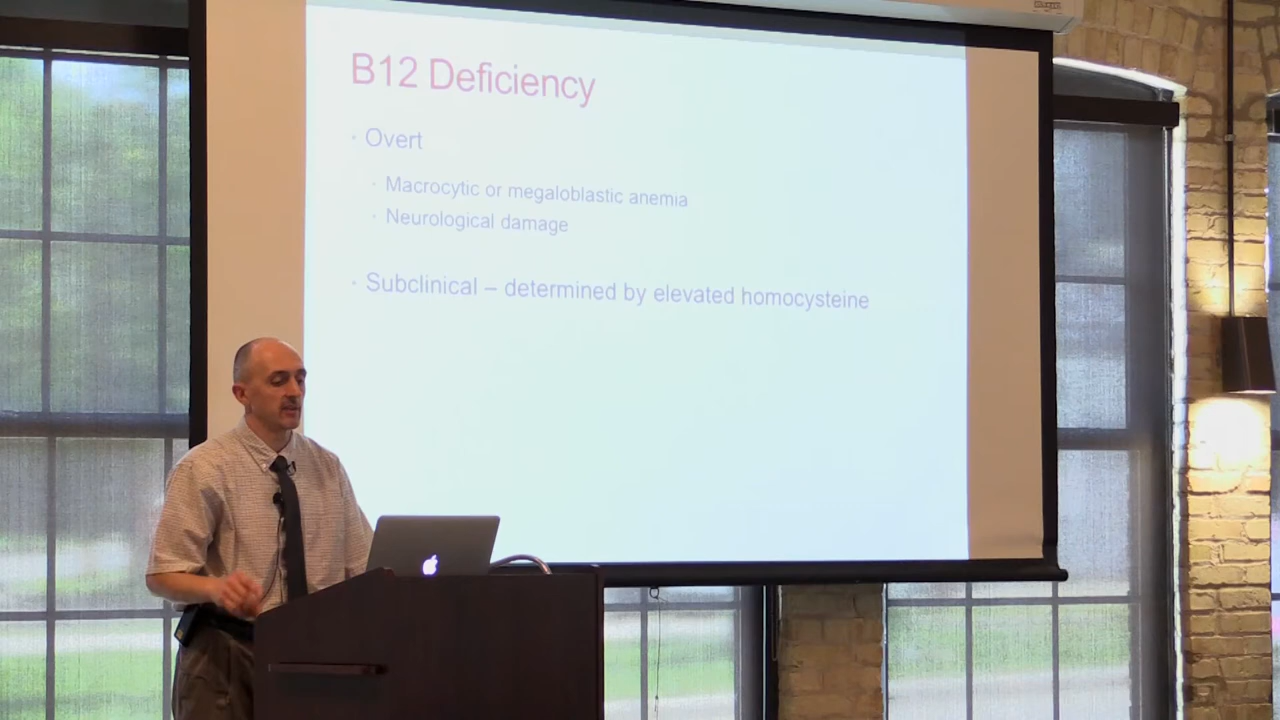 B12 Deficiency
• Overt
• Macrocytic or megaloblastic anemia
• Neurological damage
• Subclinical – determined by elevated homocysteine